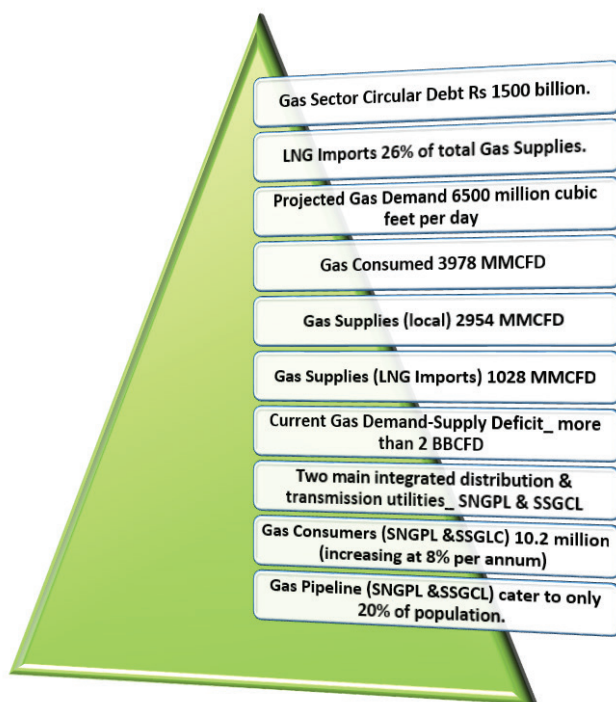 Gas Sector Circular Debt Rs 1500 billion.
LNG Imports 26% of total Gas Supplies.
Projected Gas Demand 6500 million cubic
feet per day
Gas Consumed 3978 MMCFD
Gas Supplies (local) 2954 MMCFD
Gas Supplies (LNG Imports) 1028 MMCFD
Current Gas Demand-Supply Deficit_ more
than 2 BBCFD
Two main integrated distribution &
transmission utilities_ SNGPL & SSGCL
Gas Consumers (SNGPL &SSGLC) 10.2 million
(increasing at 8% per annum)
Gas Pipeline (SNGPL &SSGCL) cater to only
20% of population.